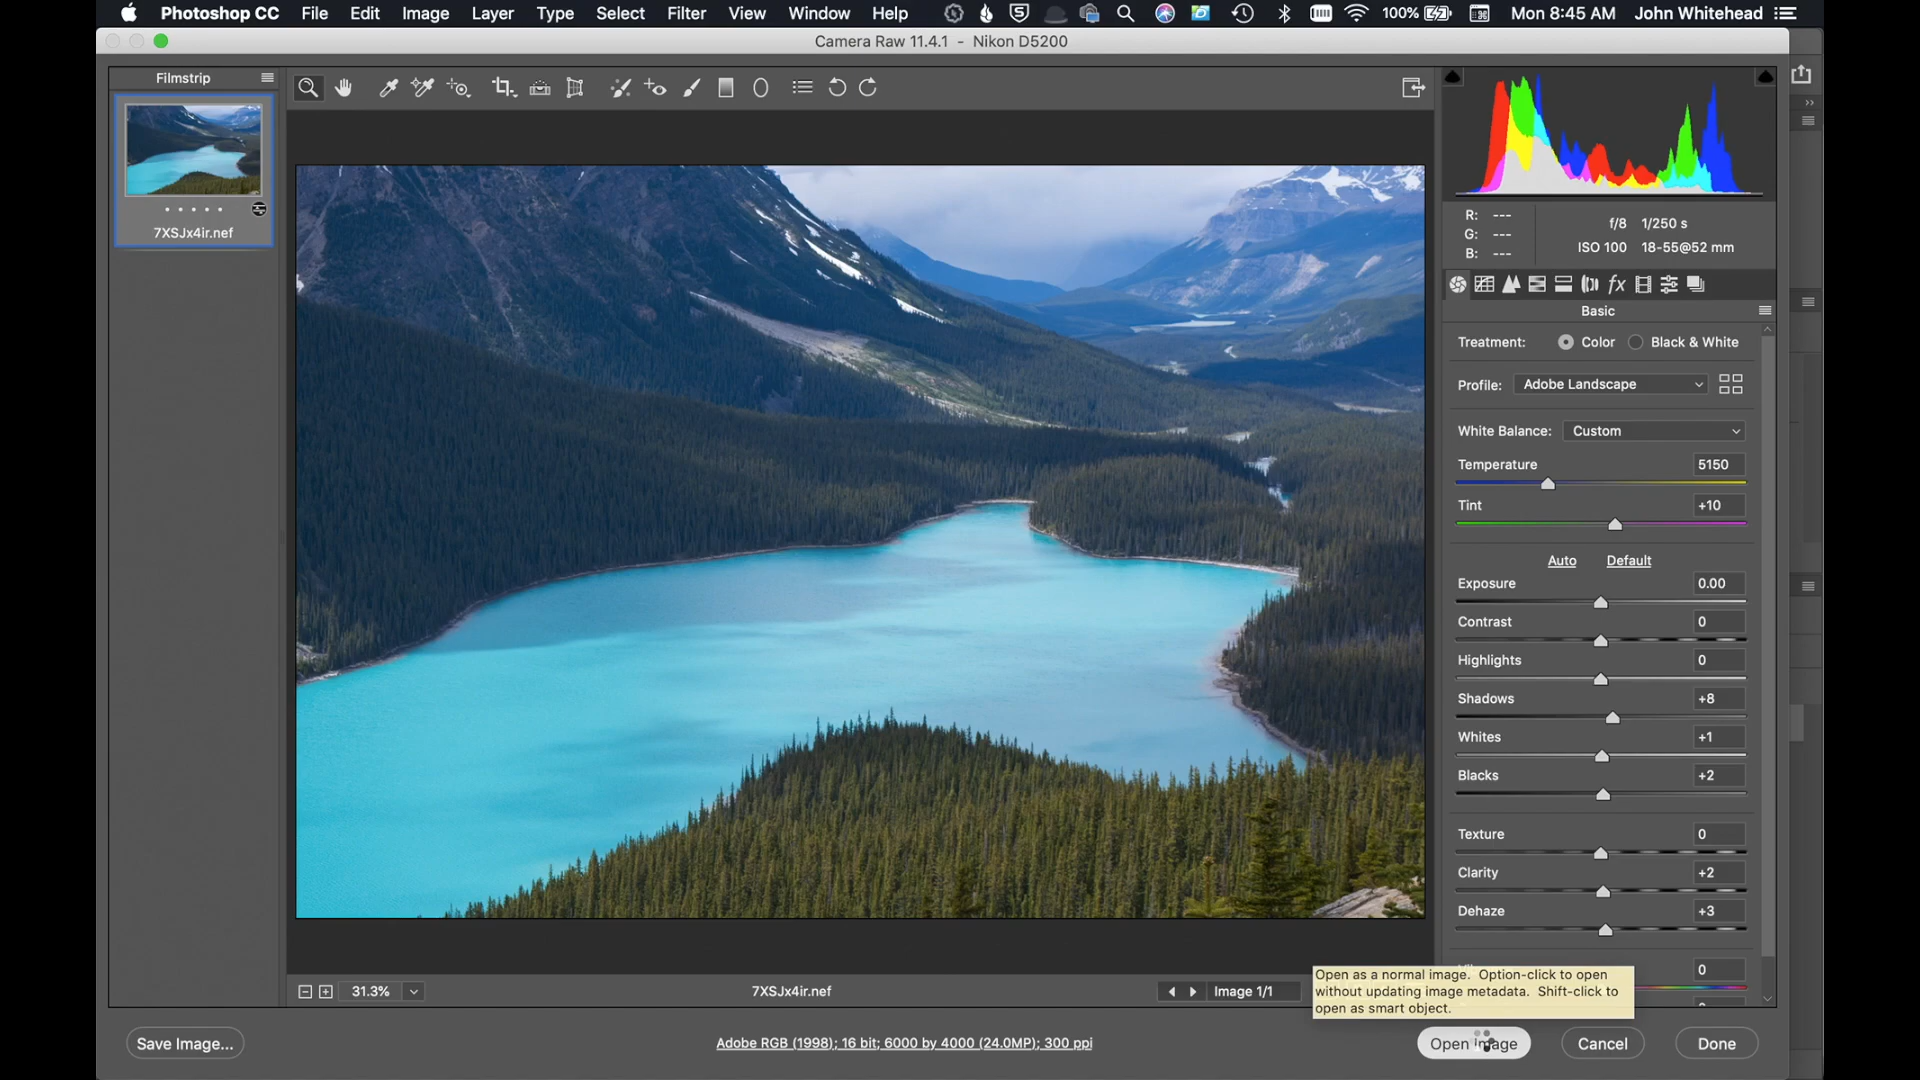 Photoshop CC File Edit Image Layer Type Select Filter View Window Help 100% Mon 8:45 AM John Whitehead
Camera Raw 11.4.1 - Nikon D5200
Filmstrip
7XSJx4ir.nef
R: ---
G: ---
B: ---
f/8 1/250 s
ISO 100 18-55@52 mm
fx
Basic
Treatment: Color Black & White
Profile: Adobe Landscape
White Balance: Custom
Temperature 5150
Tint +10
Auto Default
Exposure 0.00
Contrast 0
Highlights 0
Shadows +8
Whites +1
Blacks +2
Texture 0
Clarity +2
Dehaze +3
0
Open as a normal image. Option-click to open
without updating image metadata. Shift-click to
open as smart object.
31.3% 7XSJx4ir.nef Image 1/1
Save Image... Adobe RGB (1998); 16 bit; 6000 by 4000 (24.0MP); 300 ppi Open Image Cancel Done